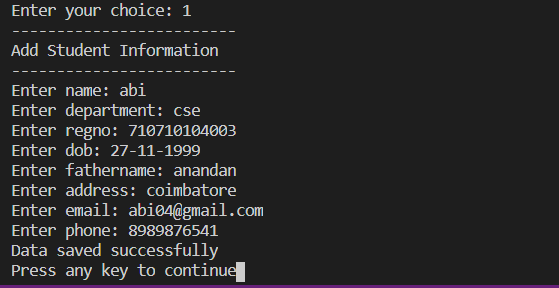 Enter your choice: 1
-------------------------
Add Student Information
-------------------------
Enter name: abi
Enter department: cse
Enter regno: 710710104003
Enter dob: 27-11-1999
Enter fathername: anandan
Enter address: coimbatore
Enter email: abi04@gmail.com
Enter phone: 8989876541
Data saved successfully
Press any key to continue